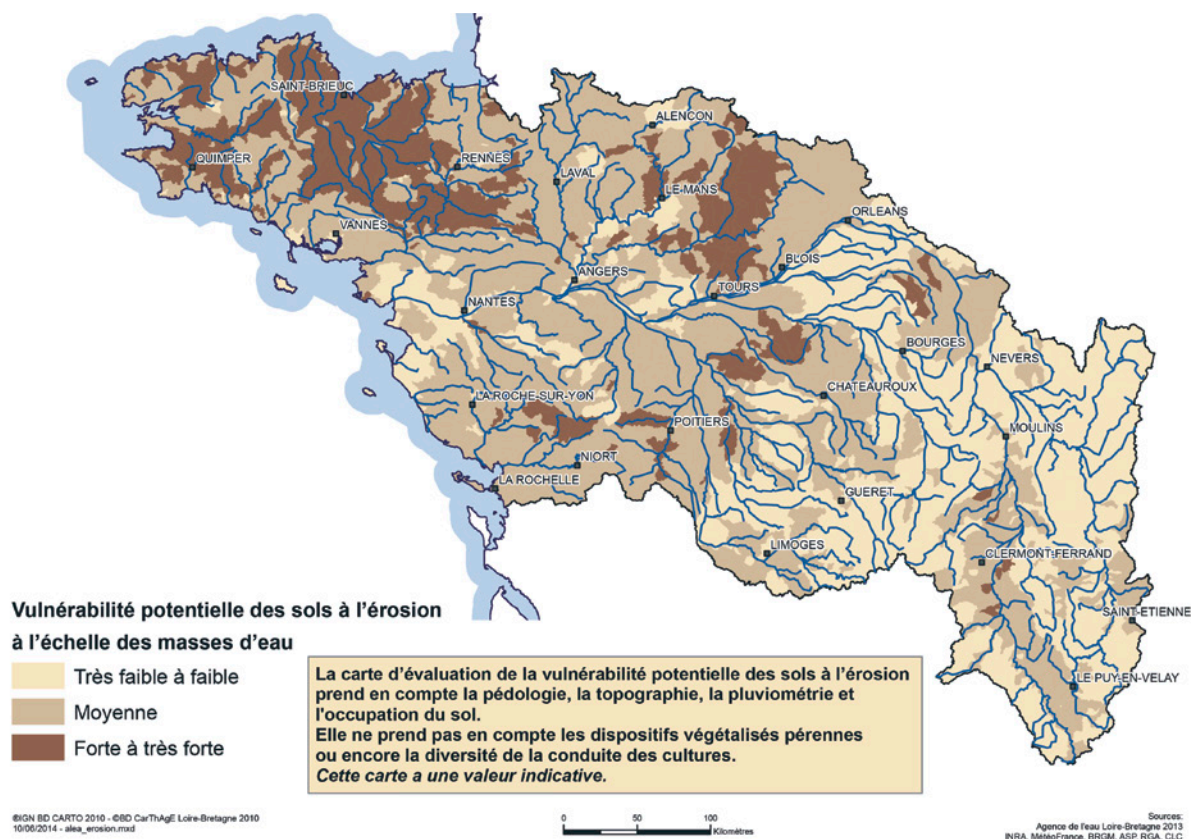 SAINT-BRIEUC
ALENCON
QUIMPER
RENNES
LAVAL
LE-MANS
ORLEANS
VANNES
BLOIS
ANGERS
TOURS
NANTES
BOURGES
NEVERS
CHATEAUROUX
LA ROCHE-SUR-YON
POITIERS
MOULINS
NIORT
LA ROCHELLE
GUERET
LIMOGES
CLERMONT-FERRAND
SAINT-ETIENNE
LE-PUY-EN-VELAY
Vulnérabilité potentielle des sols à l'érosion
à l'échelle des masses d'eau
Très faible à faible
Moyenne
Forte à très forte
La carte d'évaluation de la vulnérabilité potentielle des sols à l'érosion
prend en compte la pédologie, la topographie, la pluviométrie et
l'occupation du sol.
Elle ne prend pas en compte les dispositifs végétalisés pérennes
ou encore la diversité de la conduite des cultures.
Cette carte a une valeur indicative.
©IGN BD CARTO 2010 - ©BD CarThAgE Loire-Bretagne 2010
10/06/2014 - alea_erosion.mxd
0 50 100
Kilomètres
Sources:
Agence de l'eau Loire-Bretagne 2013
INRA, MétéoFrance, BRGM, ASP, RGA, CLC